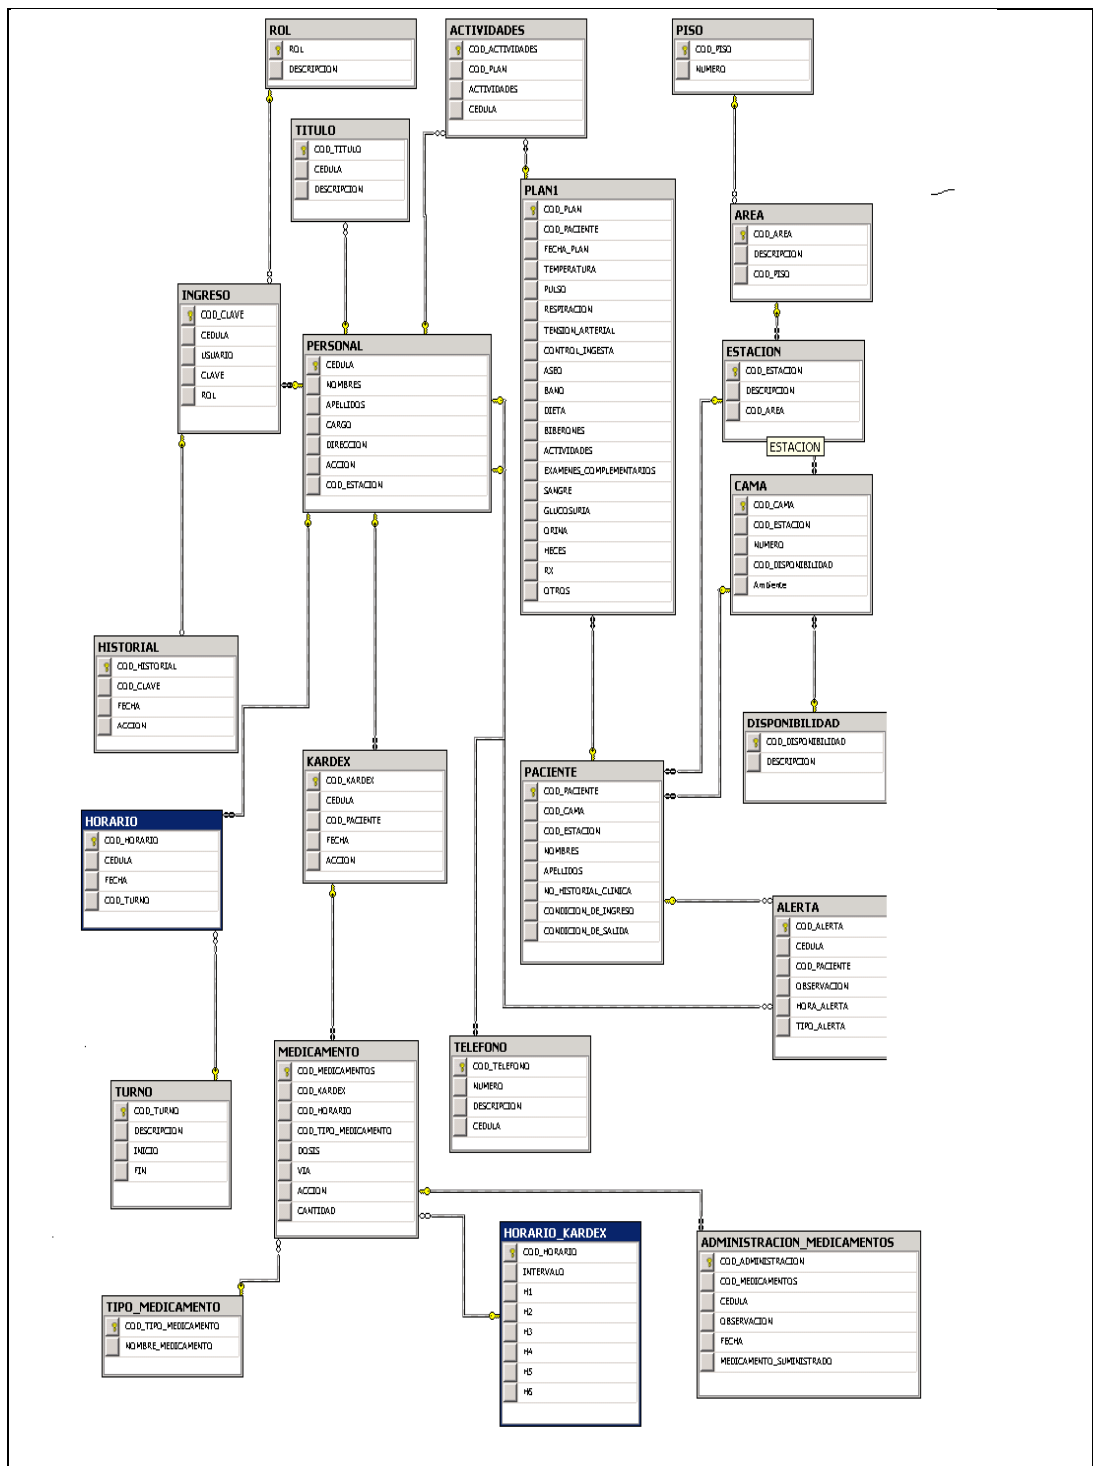 ROL
ROL
DESCRIPCION
ACTIVIDADES
COD_ACTIVIDADES
COD_PLAN
ACTIVIDADES
CEDULA
PISO
COD_PISO
NUMERO
TITULO
COD_TITULO
CEDULA
DESCRIPCION
PLAN1
COD_PLAN
COD_PACIENTE
FECHA_PLAN
TEMPERATURA
PULSO
RESPIRACION
TENSION_ARTERIAL
CONTROL_INGESTA
ASEO
BANO
DIETA
BIBERONES
ACTIVIDADES
EXAMENES_COMPLEMENTARIOS
SANGRE
GLUCOSURIA
ORINA
HECES
RX
OTROS
AREA
COD_AREA
DESCRIPCION
COD_PISO
INGRESO
COD_CLAVE
CEDULA
USUARIO
CLAVE
ROL
PERSONAL
CEDULA
NOMBRES
APELLIDOS
CARGO
DIRECCION
ACCION
COD_ESTACION
ESTACION
COD_ESTACION
DESCRIPCION
COD_AREA
ESTACION
CAMA
COD_CAMA
COD_ESTACION
NUMERO
COD_DISPONIBILIDAD
Ambiente
HISTORIAL
COD_HISTORIAL
COD_CLAVE
FECHA
ACCION
DISPONIBILIDAD
COD_DISPONIBILIDAD
DESCRIPCION
KARDEX
COD_KARDEX
CEDULA
COD_PACIENTE
FECHA
ACCION
PACIENTE
COD_PACIENTE
COD_CAMA
COD_ESTACION
NOMBRES
APELLIDOS
NO_HISTORIAL_CLINICA
CONDICION_DE_INGRESO
CONDICION_DE_SALIDA
HORARIO
COD_HORARIO
CEDULA
FECHA
COD_TURNO
ALERTA
COD_ALERTA
CEDULA
COD_PACIENTE
OBSERVACION
HORA_ALERTA
TIPO_ALERTA
MEDICAMENTO
COD_MEDICAMENTOS
COD_KARDEX
COD_HORARIO
COD_TIPO_MEDICAMENTO
DOSIS
VIA
ACCION
CANTIDAD
TELEFONO
COD_TELEFONO
NUMERO
DESCRIPCION
CEDULA
TURNO
COD_TURNO
DESCRIPCION
INICIO
FIN
HORARIO_KARDEX
COD_HORARIO
INTERVALO
H1
H2
H3
H4
H5
H6
ADMINISTRACION_MEDICAMENTOS
COD_ADMINISTRACION
COD_MEDICAMENTOS
CEDULA
OBSERVACION
FECHA
MEDICAMENTO_SUMINISTRADO
TIPO_MEDICAMENTO
COD_TIPO_MEDICAMENTO
NOMBRE_MEDICAMENTO